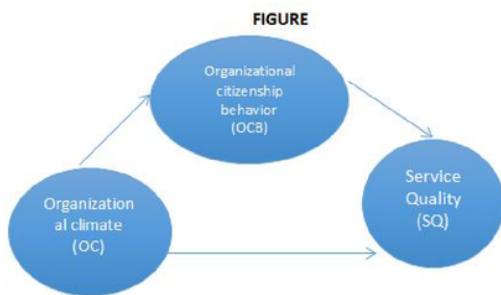 FIGURE
Organizational
citizenship
behavior
(OCB)
Organization
al climate
(OC)
Service
Quality
(SQ)